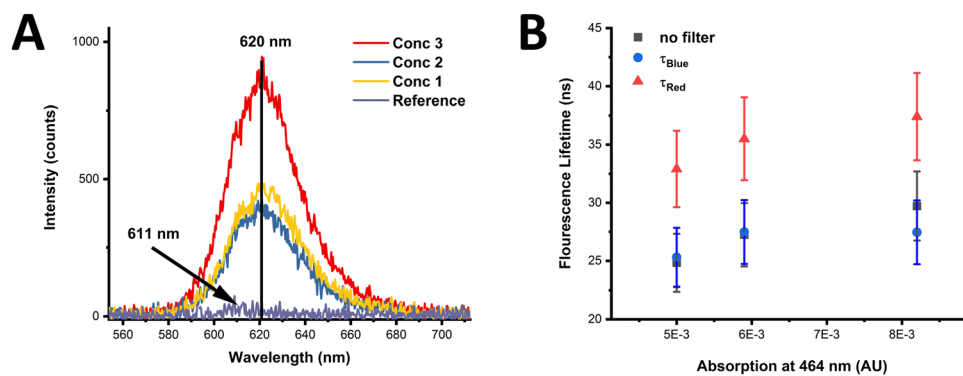 A
1000
500
0
560
580
600
620
640
660
680
700
Intensity (counts)
Wavelength (nm)
620 nm
611 nm
Conc 3
Conc 2
Conc 1
Reference
B
45
40
35
30
25
20
5E-3
6E-3
7E-3
8E-3
Flourescence Lifetime (ns)
Absorption at 464 nm (AU)
no filter
τBlue
τRed